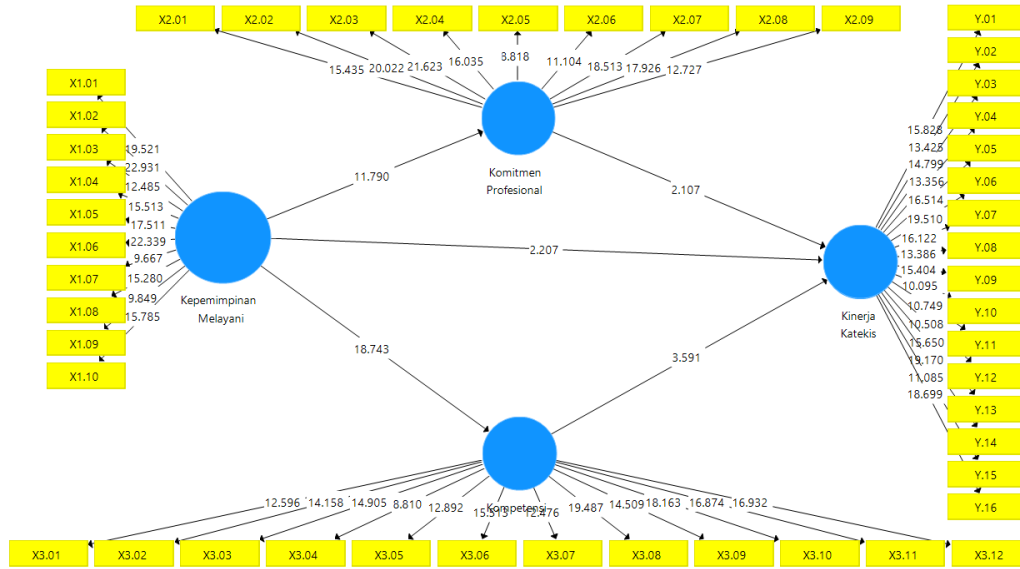 X2.01 X2.02 X2.03 X2.04 X2.05 X2.06 X2.07 X2.08 X2.09
15.435 20.022 21.623 16.035 8.818 11.104 18.513 17.926 12.727
X1.01
X1.02
X1.03
X1.04
X1.05
X1.06
X1.07
X1.08
X1.09
X1.10
19.521
22.931
12.485
15.513
17.511
22.339
9.667
15.280
9.849
15.785
Kepemimpinan
Melayani
Komitmen
Profesional
11.790
2.107
2.207
18.743
3.591
Kinerja
Katekis
15.828
13.425
14.799
13.356
16.514
19.510
16.122
13.386
15.404
10.095
10.749
10.508
15.650
19.170
11.085
18.699
Y.01
Y.02
Y.03
Y.04
Y.05
Y.06
Y.07
Y.08
Y.09
Y.10
Y.11
Y.12
Y.13
Y.14
Y.15
Y.16
Kompetensi
12.596 14.158 14.905 8.810 12.892 15.513 12.476 19.487 14.509 18.163 16.874 16.932
X3.01 X3.02 X3.03 X3.04 X3.05 X3.06 X3.07 X3.08 X3.09 X3.10 X3.11 X3.12